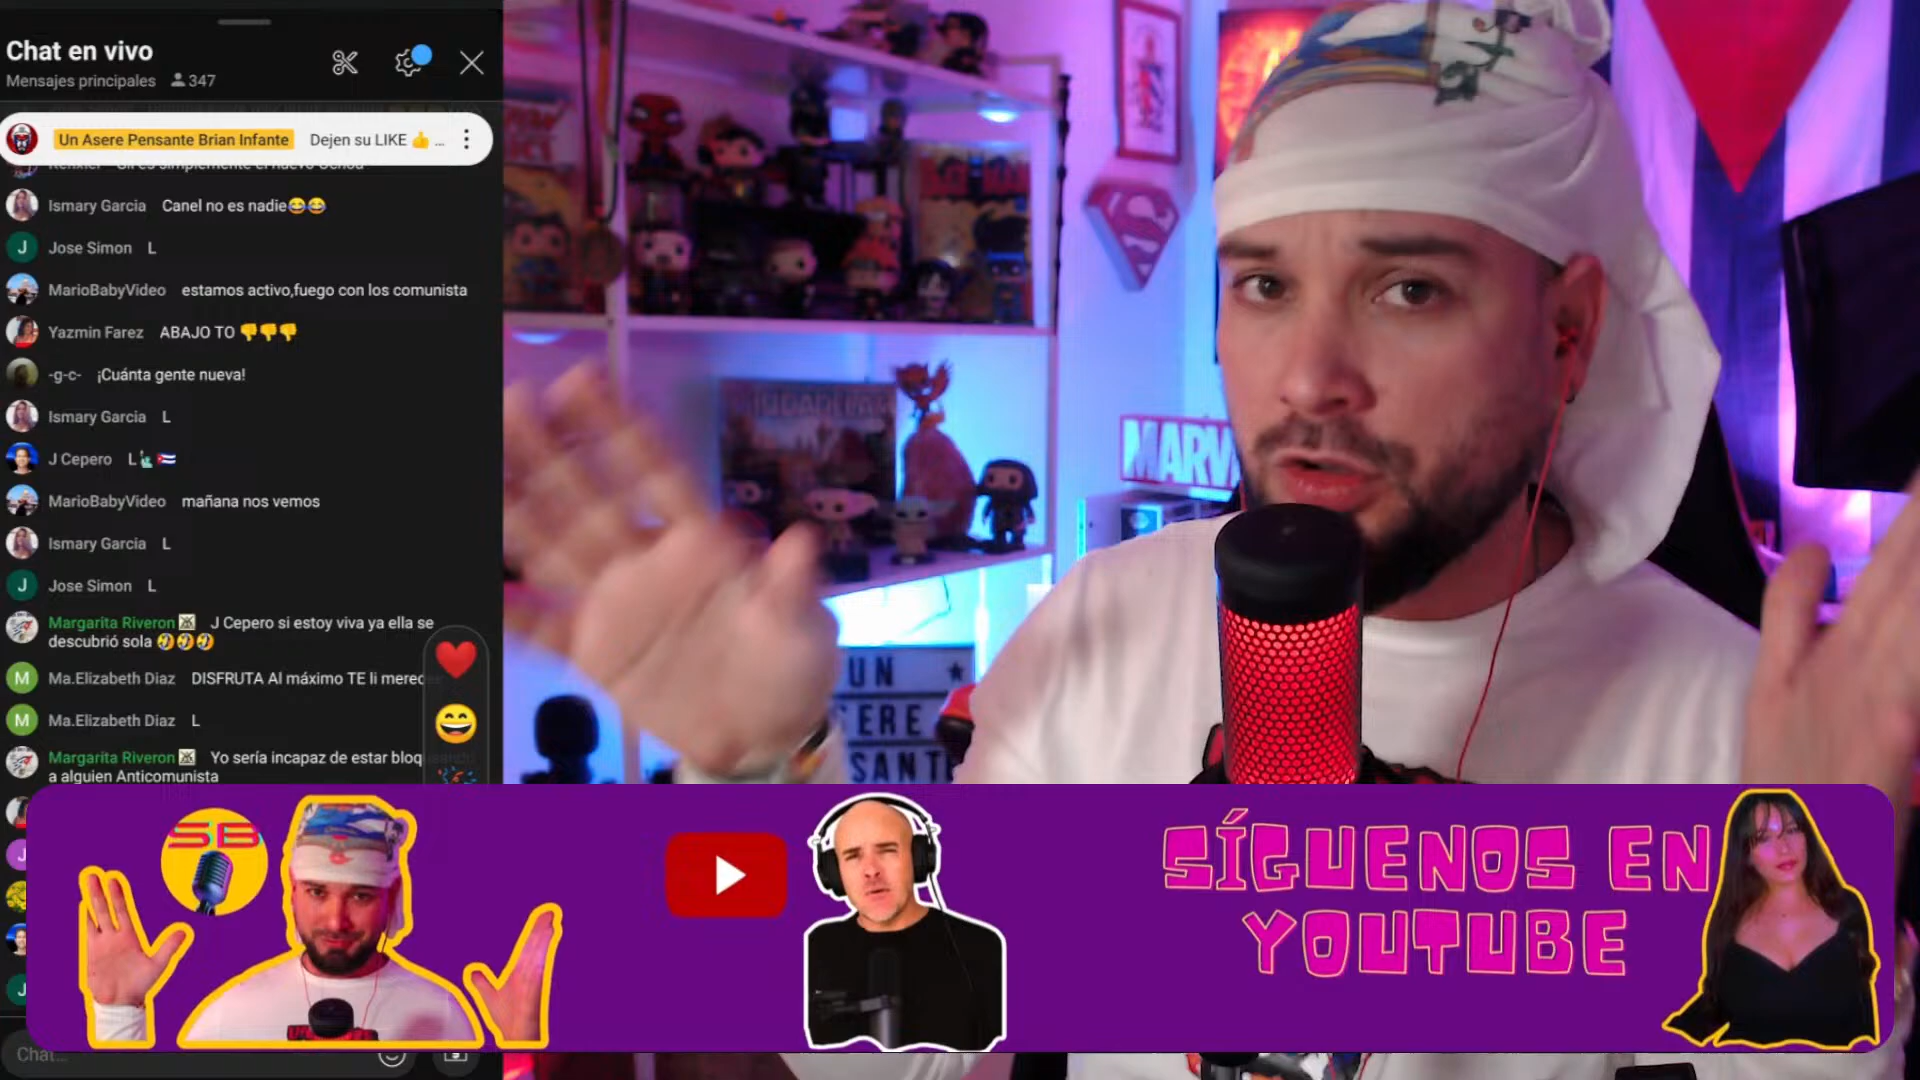 Chat en vivo
Mensajes principales 347
Un Asere Pensante Brian Infante Dejen su LIKE 👍 ...
Ismary Garcia Canel no es nadie😂😂
Jose Simon L
MarioBabyVideo estamos activo,fuego con los comunista
Yazmin Farez ABAJO TO 👎👎👎
-g-c- ¡Cuánta gente nueva!
Ismary Garcia L
J Cepero L🗽🇨🇺
MarioBabyVideo mañana nos vemos
Ismary Garcia L
Jose Simon L
Margarita Riveron J Cepero si estoy viva ya ella se
descubrió sola 🤣🤣🤣
Ma.Elizabeth Diaz DISFRUTA Al máximo TE li
Ma.Elizabeth Diaz L
Margarita Riveron Yo sería incapaz de estar
a alguien Anticomunista
Chat...
MARV
UN
ERE
SANT
SB
SÍGUENOS EN
YOUTUBE